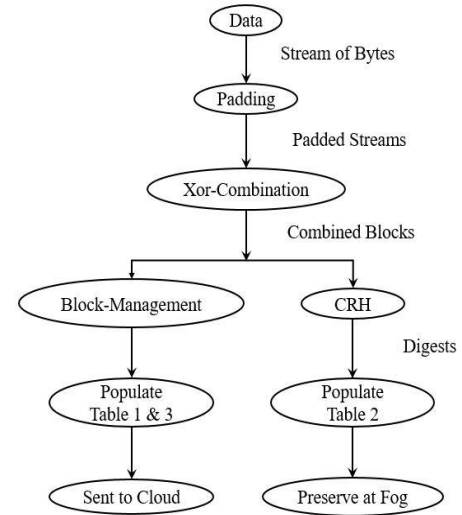 Data
Stream of Bytes
Padding
Padded Streams
Xor-Combination
Combined Blocks
Block-Management
CRH
Digests
Populate
Table 1 & 3
Populate
Table 2
Sent to Cloud
Preserve at Fog